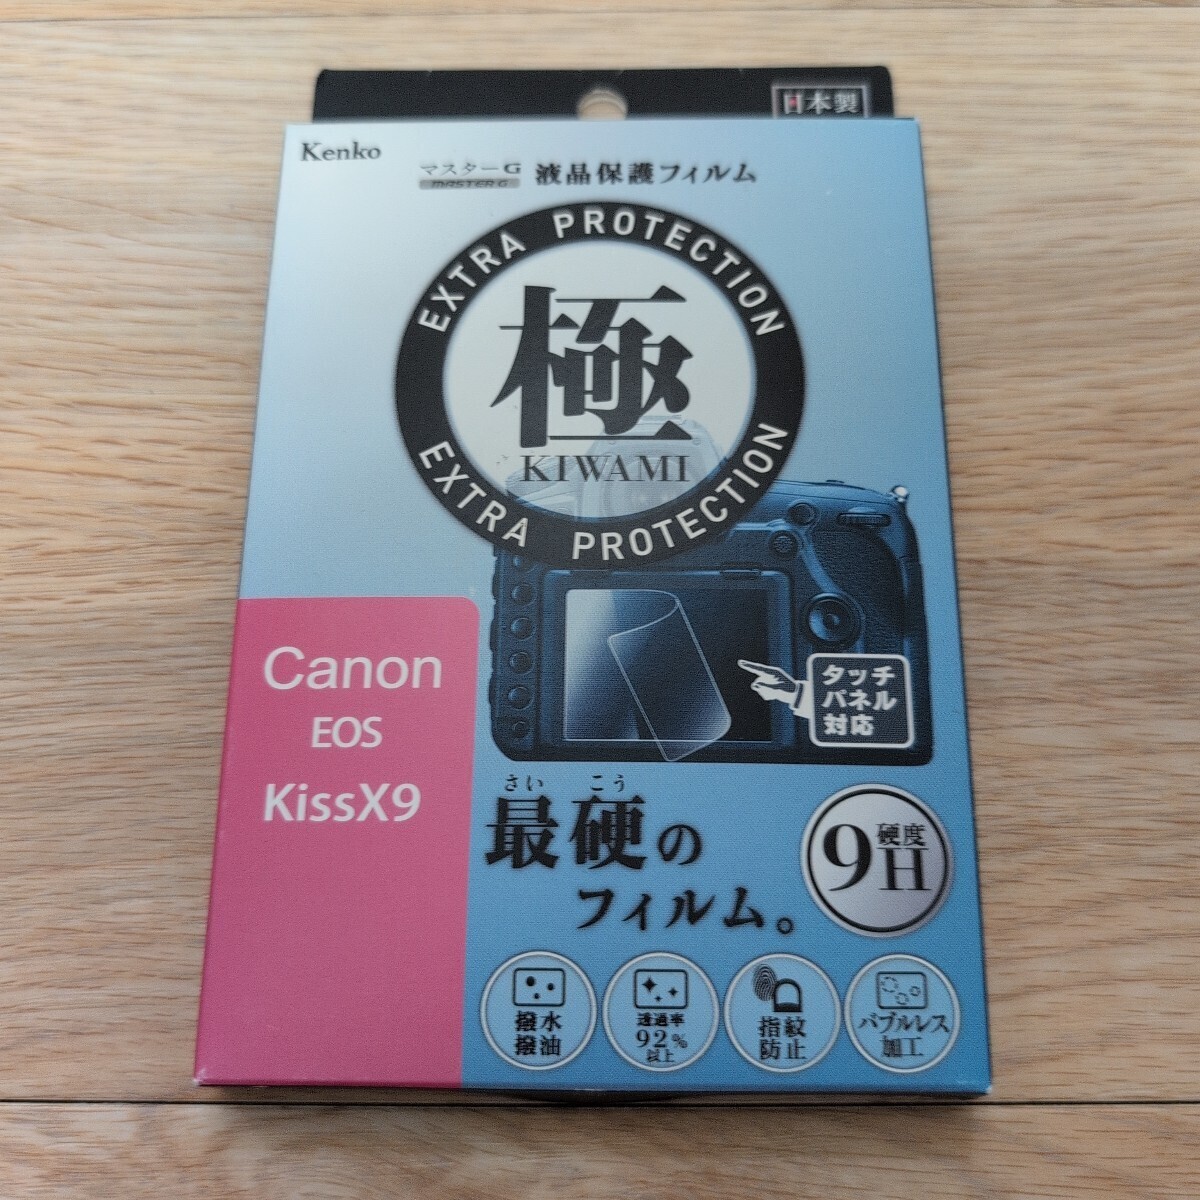 日本製
Kenko
マスターG
MASTER G
液晶保護フィルム
EXTRA PROTECTION
極
KIWAMI
EXTRA PROTECTION
Canon
EOS
KissX9
タッチ
パネル
対応
さい こう
最硬の
フィルム。
硬度
9H
撥水
撥油
透過率
92%
以上
指紋
防止
バブルレス
加工